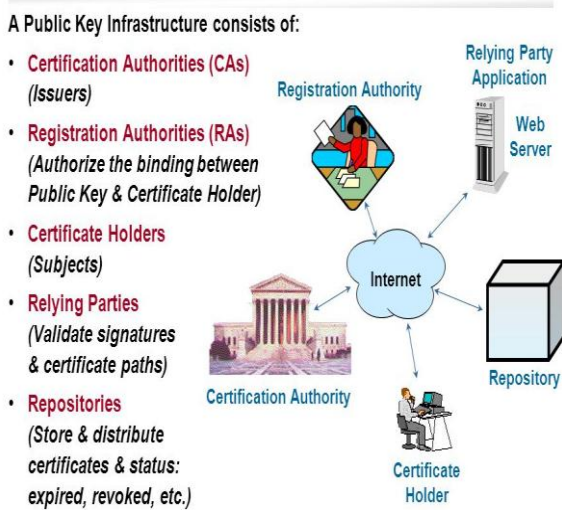 A Public Key Infrastructure consists of:
• Certification Authorities (CAs)
(Issuers)
• Registration Authorities (RAs)
(Authorize the binding between
Public Key & Certificate Holder)
• Certificate Holders
(Subjects)
• Relying Parties
(Validate signatures
& certificate paths)
• Repositories
(Store & distribute
certificates & status:
expired, revoked, etc.)
Registration Authority
Relying Party
Application
Web
Server
Internet
Certification Authority
Repository
Certificate
Holder